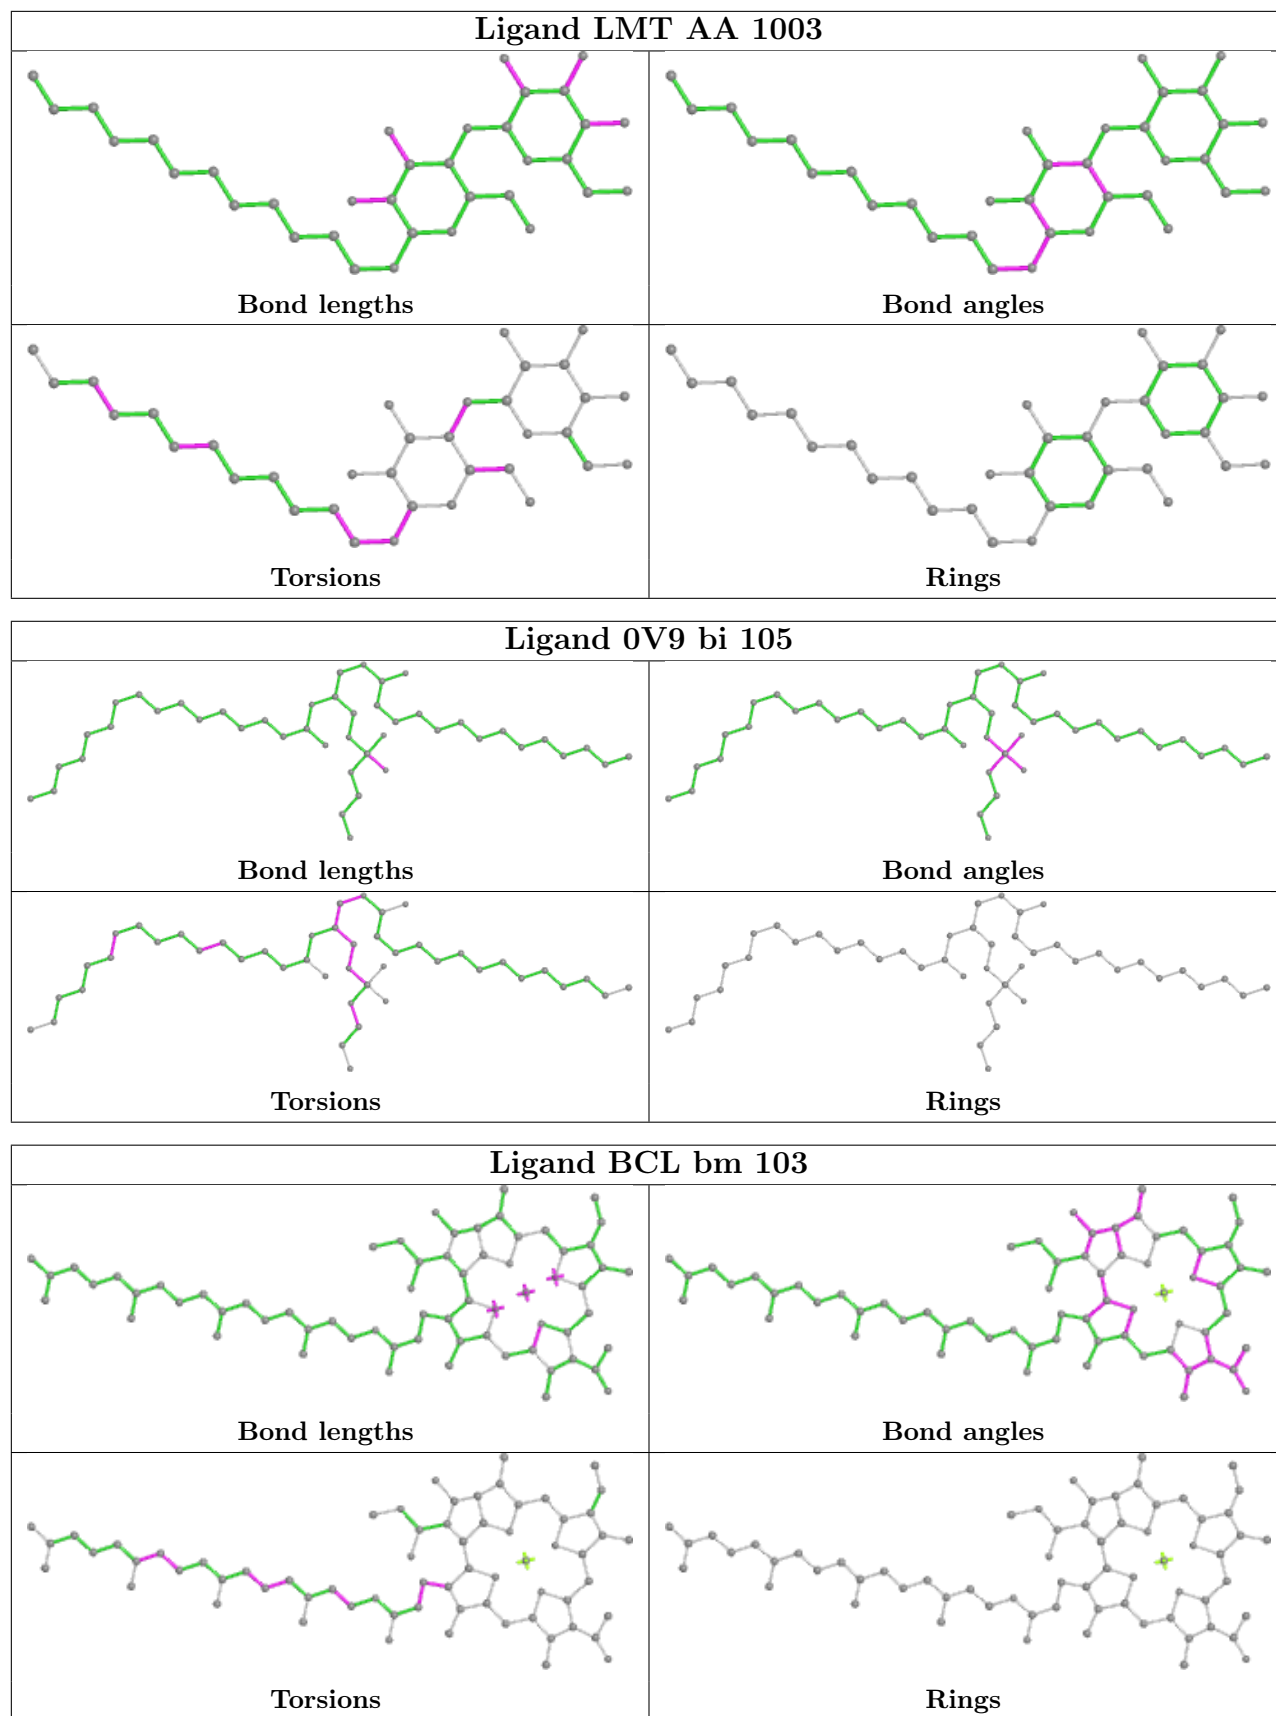 Ligand LMT AA 1003
Bond lengths
Bond angles
Torsions
Rings
Ligand 0V9 bi 105
Bond lengths
Bond angles
Torsions
Rings
Ligand BCL bm 103
Bond lengths
Bond angles
Torsions
Rings